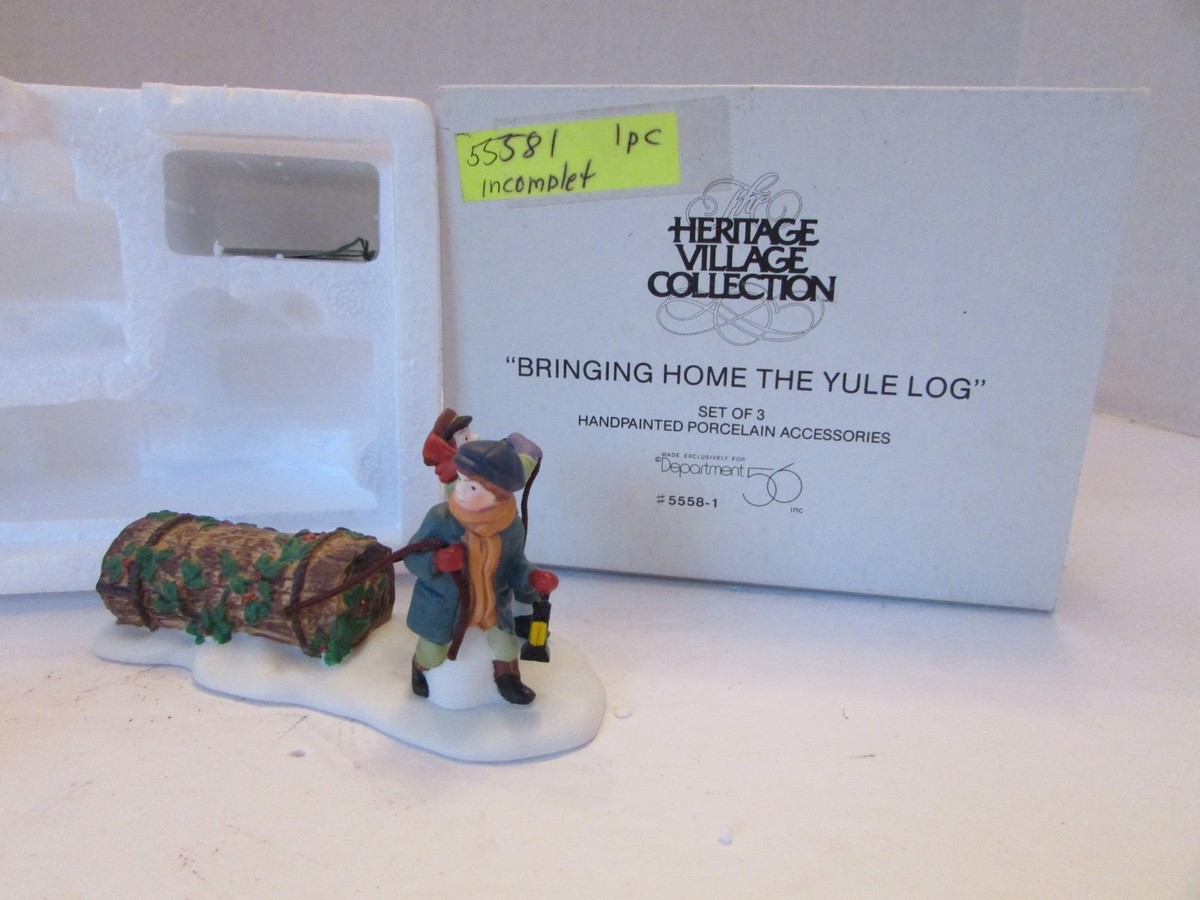 55581 1pc
incomplet
The
HERITAGE
VILLAGE
COLLECTION
“BRINGING HOME THE YULE LOG”
SET OF 3
HANDPAINTED PORCELAIN ACCESSORIES
MADE EXCLUSIVELY FOR
©Department 56
inc
#5558-1